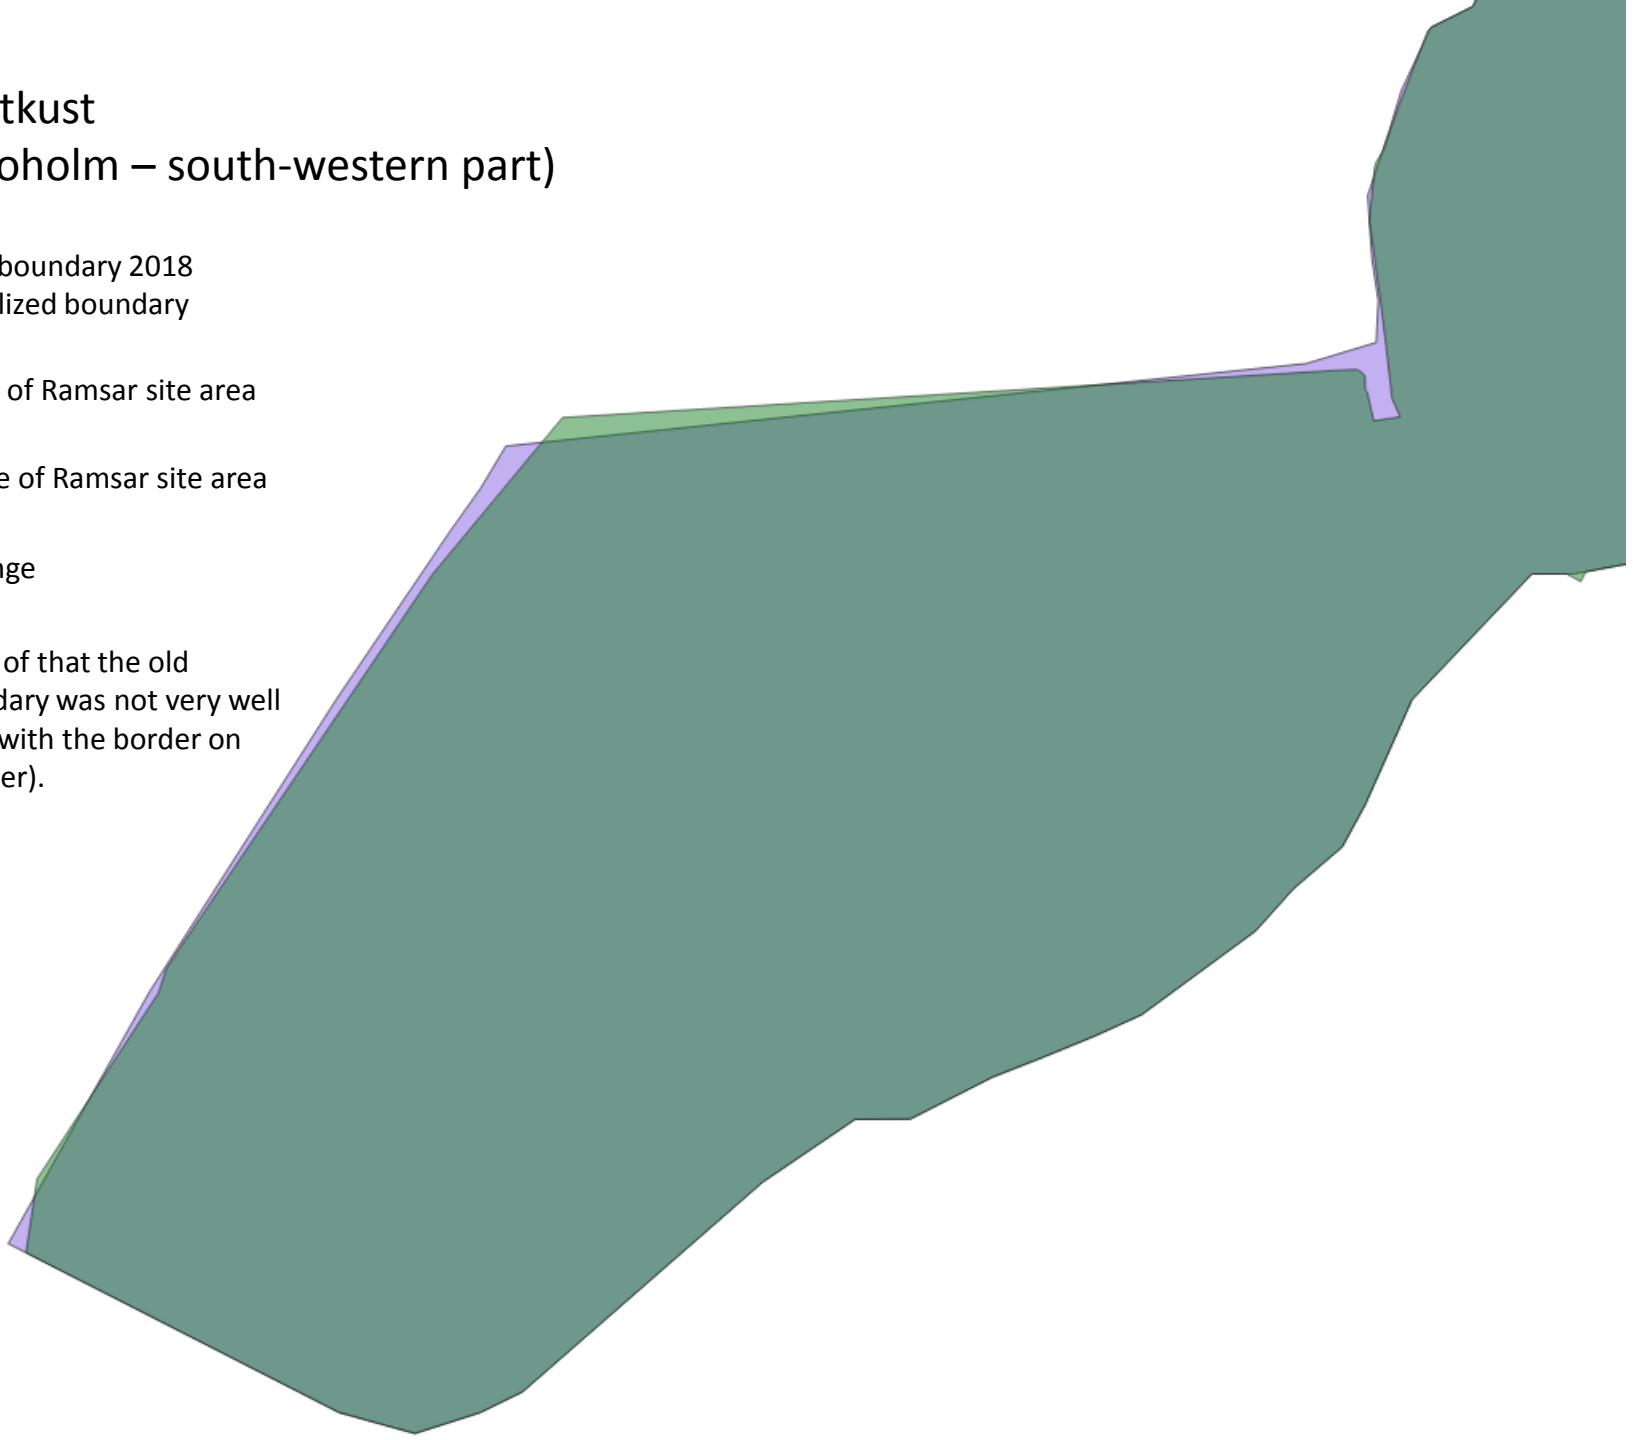 tkust
oholm – south-western part)
boundary 2018
lized boundary
of Ramsar site area
e of Ramsar site area
nge
of that the old
dary was not very well
with the border on
er).